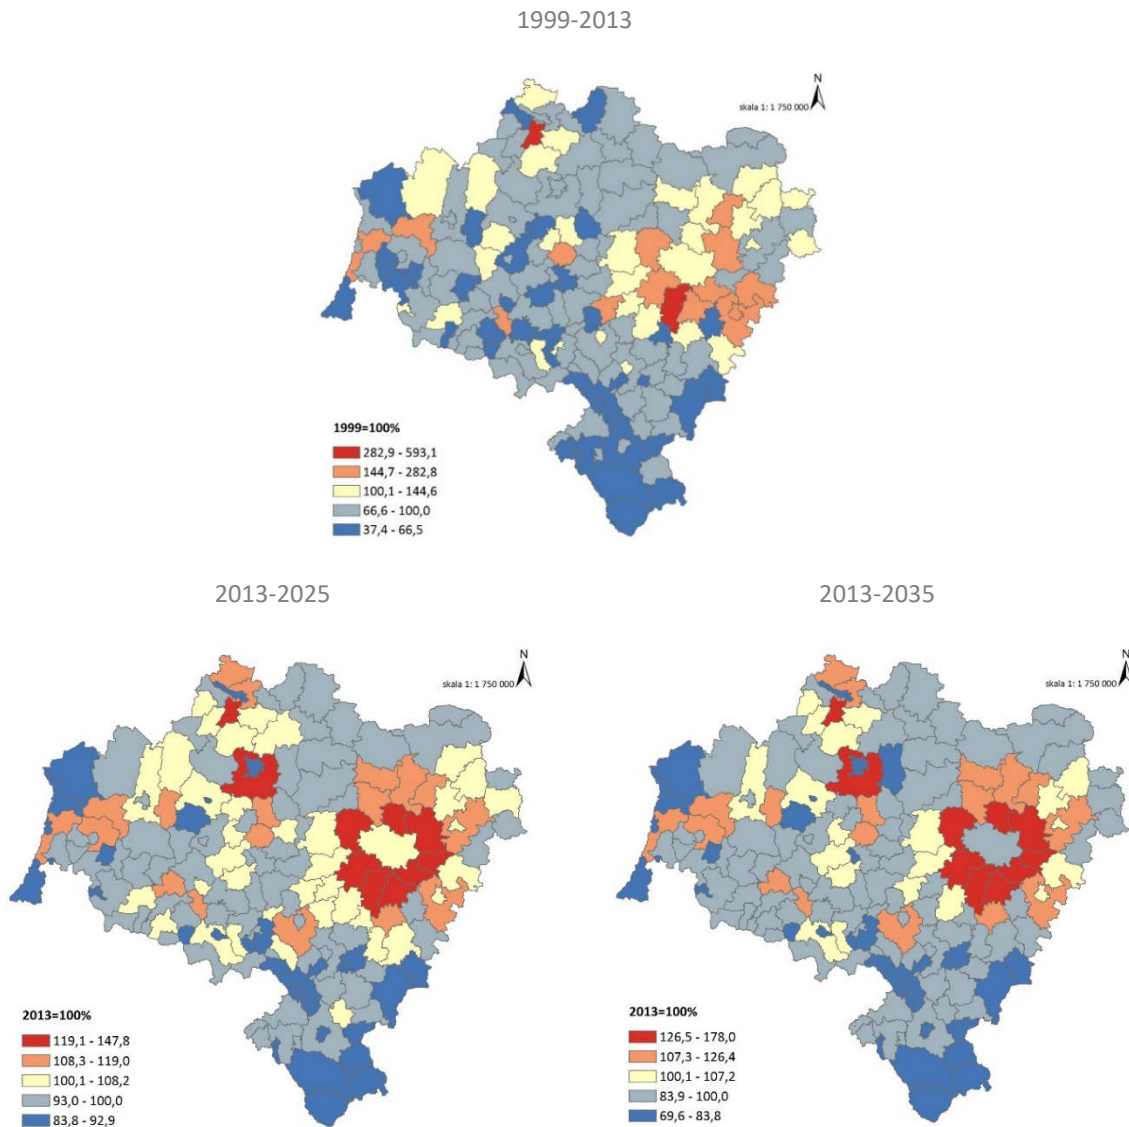 1999-2013
N
skala 1: 1 750 000
1999=100%
282,9 - 593,1
144,7 - 282,8
100,1 - 144,6
66,6 - 100,0
37,4 - 66,5
2013-2025
N
skala 1: 1 750 000
2013=100%
119,1 - 147,8
108,3 - 119,0
100,1 - 108,2
93,0 - 100,0
83,8 - 92,9
2013-2035
N
skala 1: 1 750 000
2013=100%
126,5 - 178,0
107,3 - 126,4
100,1 - 107,2
83,9 - 100,0
69,6 - 83,8